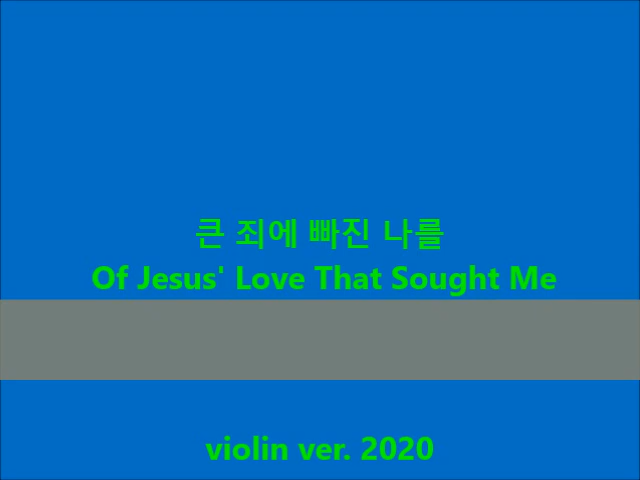 큰 죄에 빠진 나를
Of Jesus' Love That Sought Me
violin ver. 2020